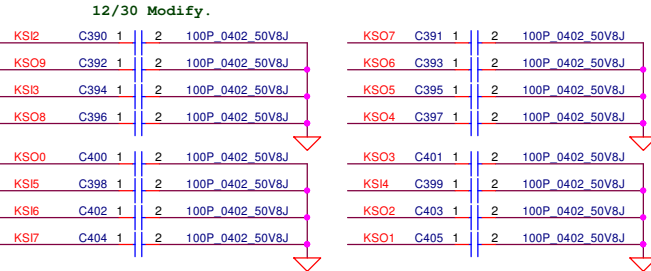 12/30 Modify.
KSI2 C390 1 2 100P_0402_50V8J KSO7 C391 1 2 100P_0402_50V8J
KSO9 C392 1 2 100P_0402_50V8J KSO6 C393 1 2 100P_0402_50V8J
KSI3 C394 1 2 100P_0402_50V8J KSO5 C395 1 2 100P_0402_50V8J
KSO8 C396 1 2 100P_0402_50V8J KSO4 C397 1 2 100P_0402_50V8J
KSO0 C400 1 2 100P_0402_50V8J KSO3 C401 1 2 100P_0402_50V8J
KSI5 C398 1 2 100P_0402_50V8J KSI4 C399 1 2 100P_0402_50V8J
KSI6 C402 1 2 100P_0402_50V8J KSO2 C403 1 2 100P_0402_50V8J
KSI7 C404 1 2 100P_0402_50V8J KSO1 C405 1 2 100P_0402_50V8J